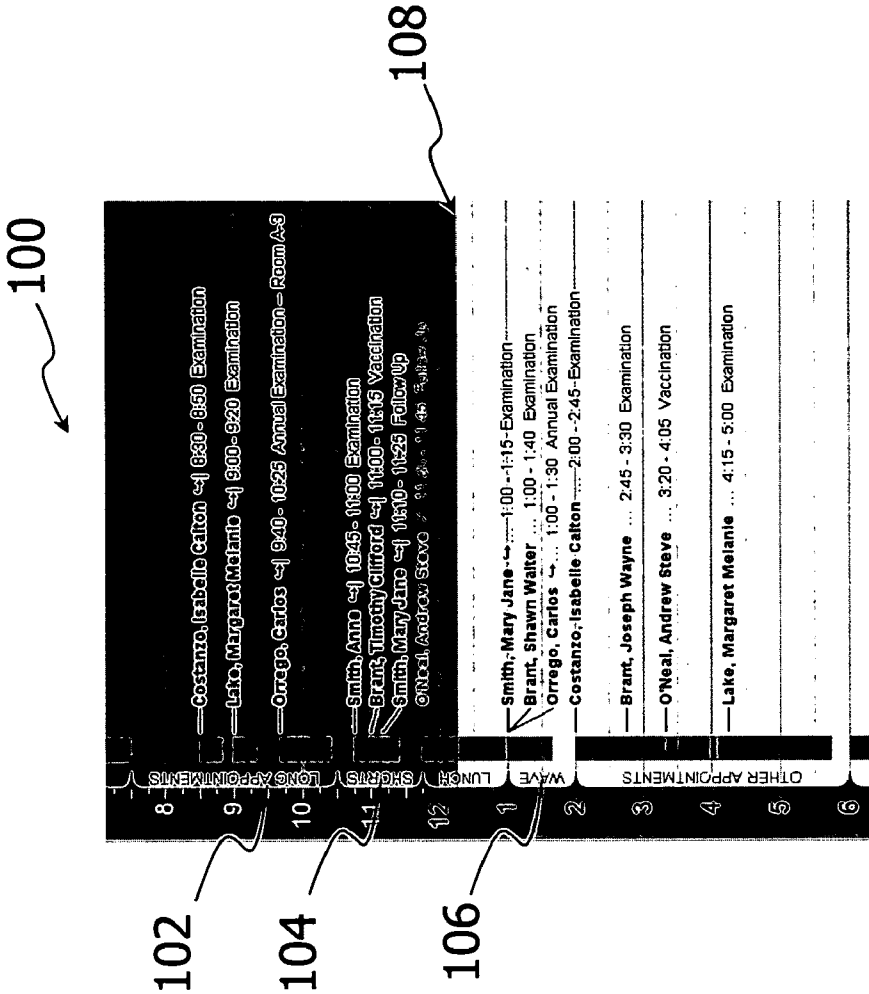 100
108
Costanzo, Isabelle Calton ↪| 8:30 - 8:50 Examination
Lake, Margaret Melanie ↪| 9:00 - 9:20 Examination
Orrego, Carlos ↪| 9:40 - 10:25 Annual Examination – Room A-3
Smith, Anne ↪| 10:45 - 11:00 Examination
Brant, Timothy Clifford ↪| 11:00 - 11:15 Vaccination
Smith, Mary Jane ↪| 11:10 - 11:25 Follow Up
O'Neal, Andrew Steve
Smith, Mary Jane ↪ ... 1:00 - 1:15 Examination
Brant, Shawn Walter ... 1:00 - 1:40 Examination
Orrego, Carlos ↪ ... 1:00 - 1:30 Annual Examination
Costanzo, Isabelle Calton ... 2:00 - 2:45 Examination
Brant, Joseph Wayne ... 2:45 - 3:30 Examination
O'Neal, Andrew Steve ... 3:20 - 4:05 Vaccination
Lake, Margaret Melanie ... 4:15 - 5:00 Examination
LONG APPOINTMENTS
SHORTS
LUNCH
WAVE
OTHER APPOINTMENTS
8
9
10
11
12
1
2
3
4
5
6
102
104
106